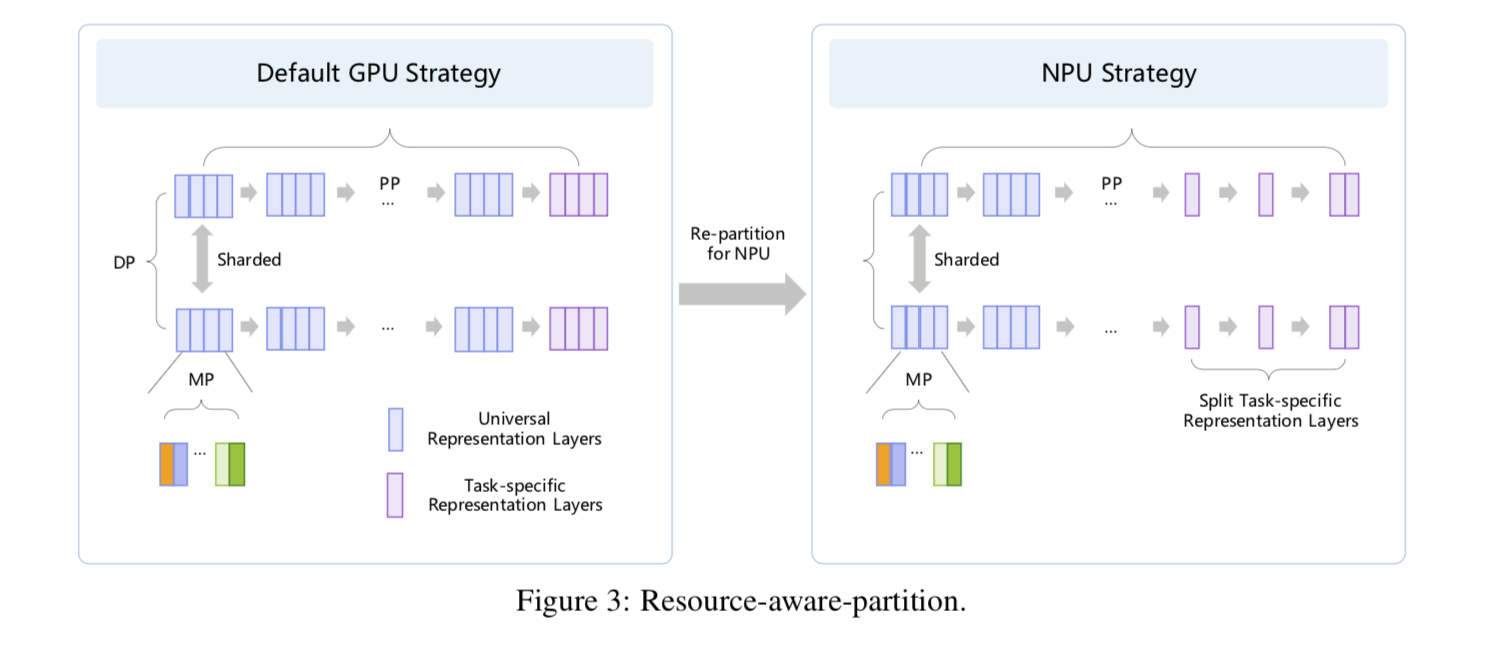 Default GPU Strategy
PP
...
DP
Sharded
...
MP
...
Universal
Representation Layers
Task-specific
Representation Layers
Re-partition
for NPU
NPU Strategy
PP
...
Sharded
...
MP
...
Split Task-specific
Representation Layers
Figure 3: Resource-aware-partition.